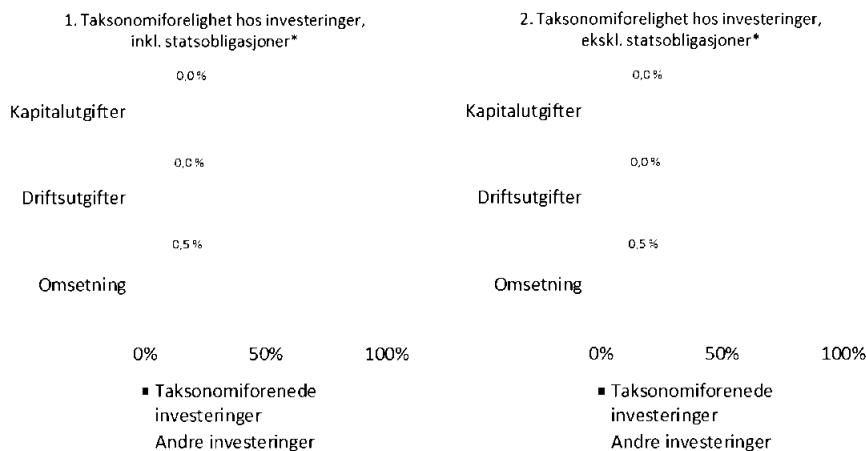 1. Taksonomiforelighet hos investeringer,
inkl. statsobligasjoner*
0,0 %
Kapitalutgifter
0,0 %
Driftsutgifter
0,5 %
Omsetning
0% 50% 100%
■ Taksonomiforenede
investeringer
Andre investeringer
2. Taksonomiforelighet hos investeringer,
ekskl. statsobligasjoner*
0,0 %
Kapitalutgifter
0,0 %
Driftsutgifter
0,5 %
Omsetning
0% 50% 100%
■ Taksonomiforenede
investeringer
Andre investeringer